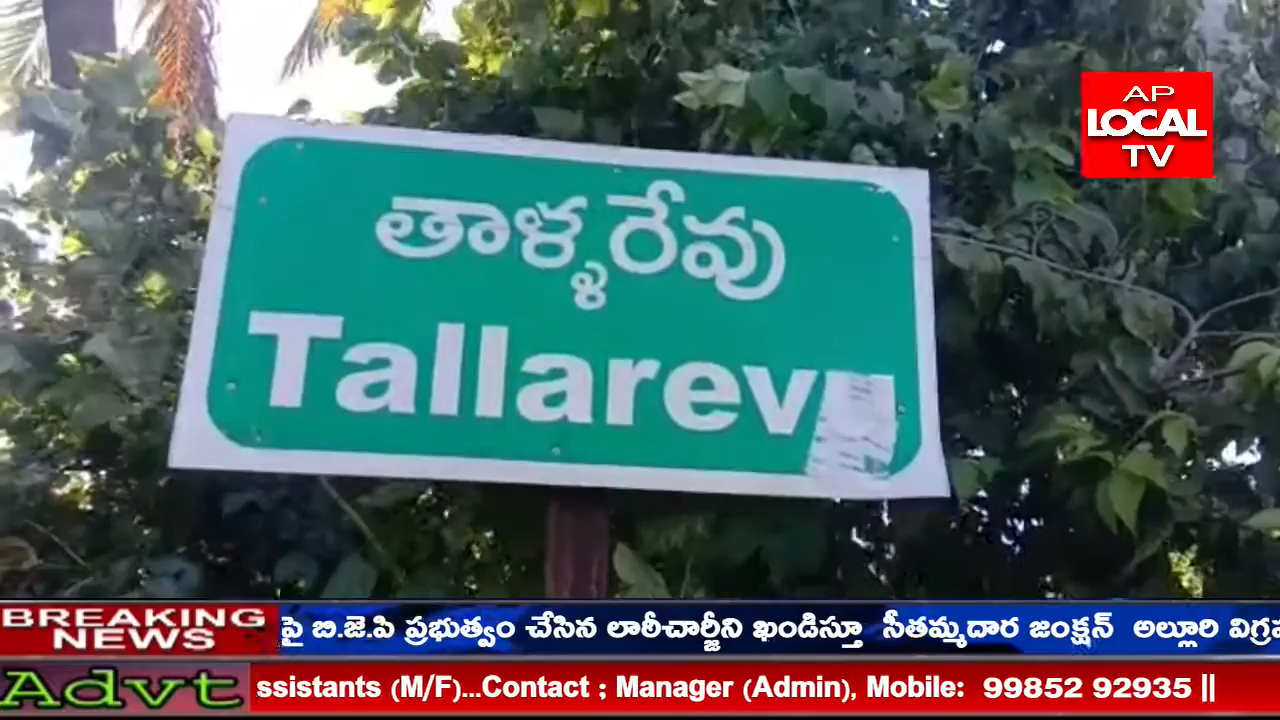 AP
LOCAL
TV
తాళ్ళరేవు
Tallarev
BREAKING
NEWS
పై బి.జె.పి ప్రభుత్వం చేసిన లాఠీచార్జీని ఖండిస్తూ సీతమ్మదార జంక్షన్ అల్లూరి
Advt
ssistants (M/F)...Contact ; Manager (Admin), Mobile: 99852 92935 ||